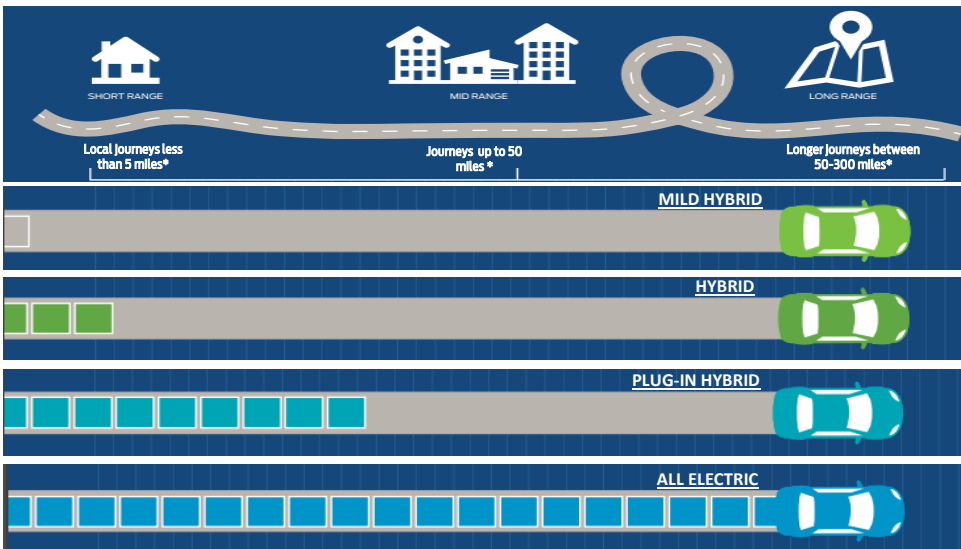 SHORT RANGE
MID RANGE
LONG RANGE
Local journeys less
than 5 miles*
Journeys up to 50
miles *
Longer journeys between
50-300 miles*
MILD HYBRID
HYBRID
PLUG-IN HYBRID
ALL ELECTRIC